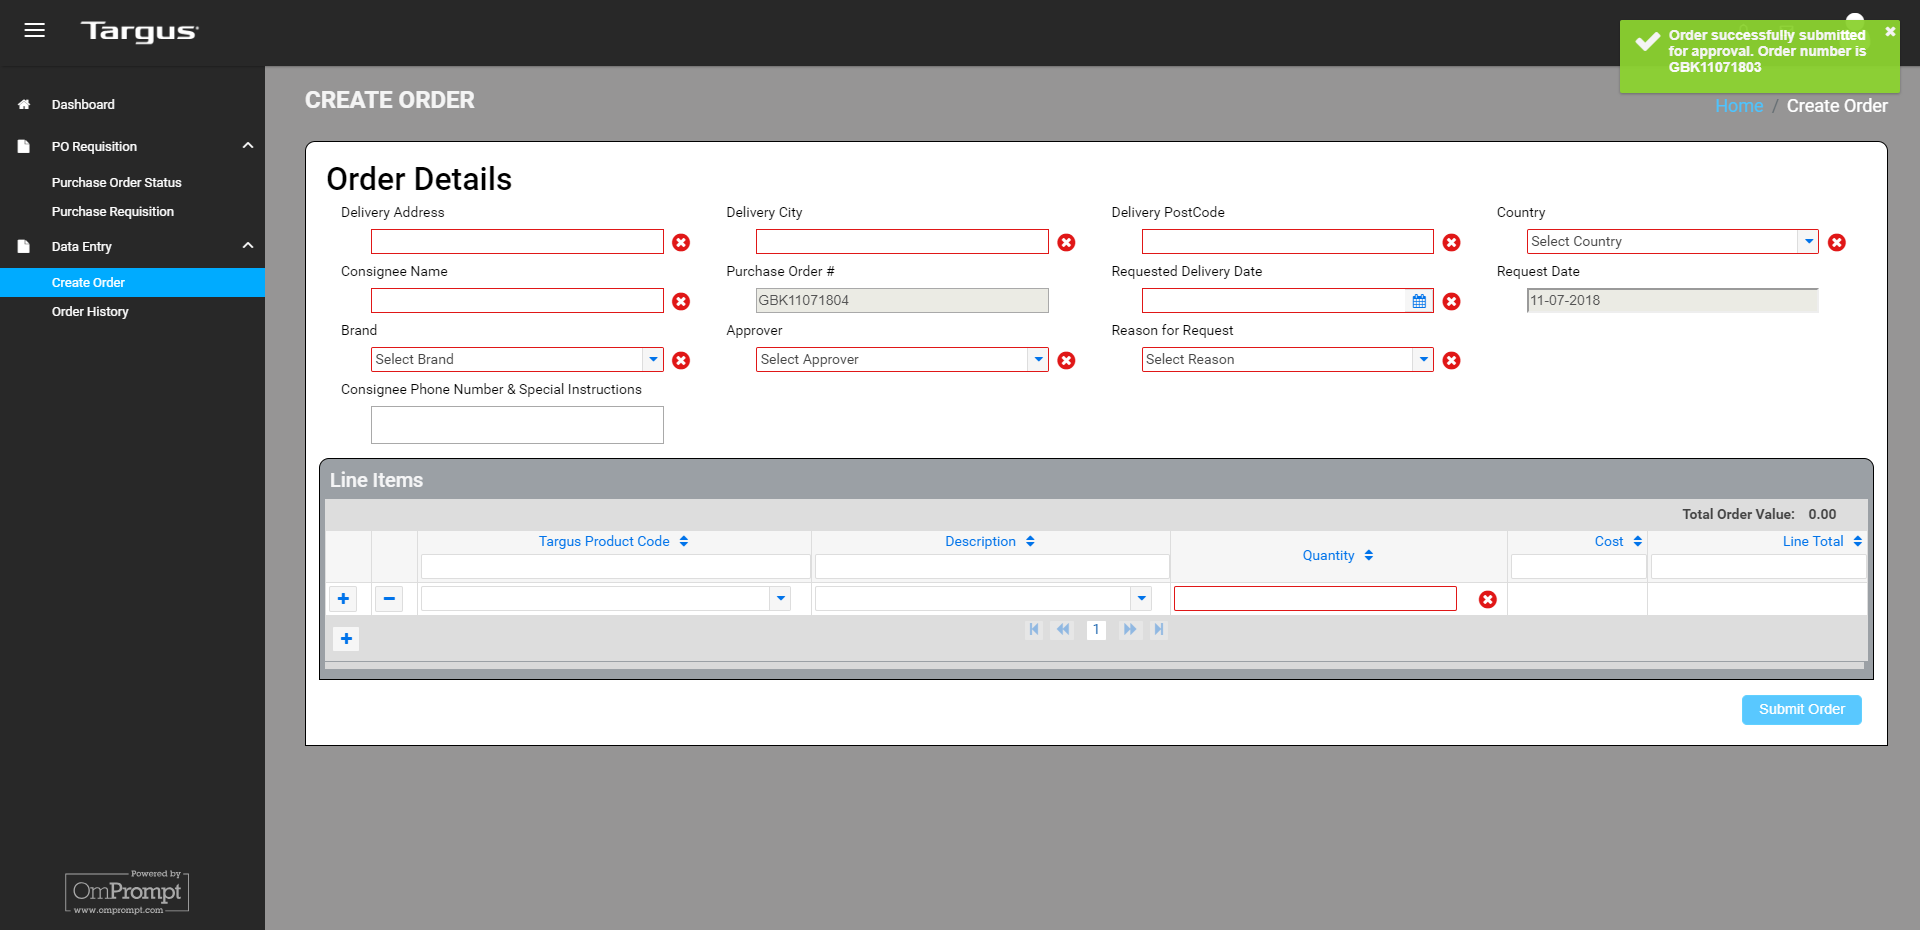 Targus
Order successfully submitted
for approval. Order number is
GBK11071803
Dashboard
PO Requisition
Purchase Order Status
Purchase Requisition
Data Entry
Create Order
Order History
CREATE ORDER
Home / Create Order
Order Details
Delivery Address
Delivery City
Delivery PostCode
Country
Select Country
Consignee Name
Purchase Order #
Requested Delivery Date
Request Date
GBK11071804
11-07-2018
Brand
Approver
Reason for Request
Select Brand
Select Approver
Select Reason
Consignee Phone Number & Special Instructions
Line Items
Total Order Value: 0.00
Targus Product Code
Description
Quantity
Cost
Line Total
1
Submit Order
Powered by
OmPrompt
www.omprompt.com